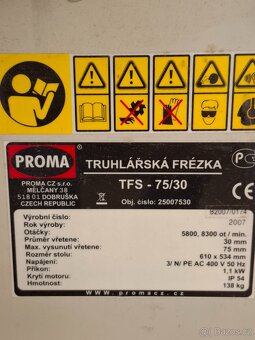 PROMA
PROMA CZ s.r.o.
MELČANY 38
518 01 DOBRUŠKA
CZECH REPUBLIC
TRUHLÁŘSKÁ FRÉZKA
TFS - 75/30
Obj. číslo: 25007530
CE
Výrobní číslo:
Rok výroby: 2007
Otáčky: 5800, 8300 ot / min.
Průměr vřetene: 30 mm
Max. vysunutí vřetene: 75 mm
Rozměr stolu: 610 x 534 mm
Napájení: 3/ N/ PE AC 400 V 50 Hz
Příkon: 1,1 kW
Krytí motoru: IP 54
Hmotnost: 138 kg
www.promacz.cz